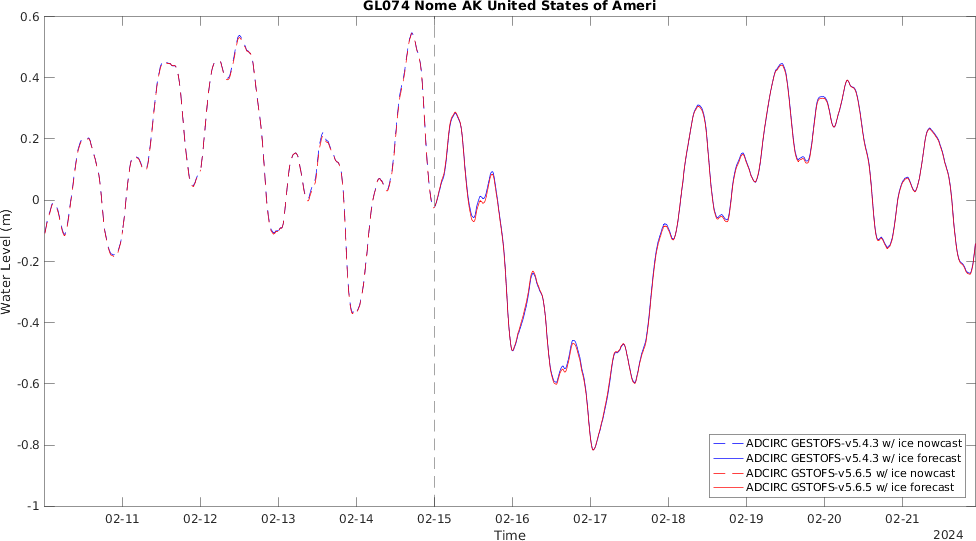 GL074 Nome AK United States of Ameri
0.6
0.4
0.2
0
-0.2
-0.4
-0.6
-0.8
-1
Water Level (m)
ADCIRC GESTOFS-v5.4.3 w/ ice nowcast
ADCIRC GESTOFS-v5.4.3 w/ ice forecast
ADCIRC GSTOFS-v5.6.5 w/ ice nowcast
ADCIRC GSTOFS-v5.6.5 w/ ice forecast
02-11 02-12 02-13 02-14 02-15 02-16 02-17 02-18 02-19 02-20 02-21
Time
2024